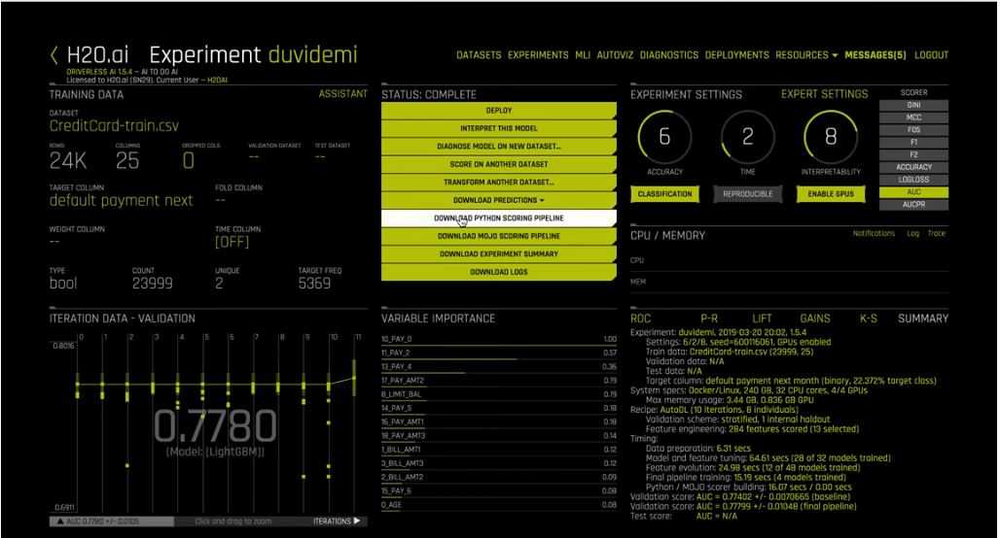 H2O.ai Experiment duvidemi
DRIVERLESS AI 1.5.4 – AI TO DO AI
Licensed to H2O.ai (SN29). Current User – H2OAI
DATASETS EXPERIMENTS MLI AUTOVIZ DIAGNOSTICS DEPLOYMENTS RESOURCES MESSAGES[5] LOGOUT
TRAINING DATA ASSISTANT
DATASET
CreditCard-train.csv
ROWS COLUMNS DROPPED COLS VALIDATION DATASET TEST DATASET
24K 25 0 -- --
TARGET COLUMN FOLD COLUMN
default payment next --
WEIGHT COLUMN TIME COLUMN
-- [OFF]
TYPE COUNT UNIQUE TARGET FREQ
bool 23999 2 5369
STATUS: COMPLETE
DEPLOY
INTERPRET THIS MODEL
DIAGNOSE MODEL ON NEW DATASET...
SCORE ON ANOTHER DATASET
TRANSFORM ANOTHER DATASET...
DOWNLOAD PREDICTIONS
DOWNLOAD PYTHON SCORING PIPELINE
DOWNLOAD MOJO SCORING PIPELINE
DOWNLOAD EXPERIMENT SUMMARY
DOWNLOAD LOGS
EXPERIMENT SETTINGS EXPERT SETTINGS
6 2 8
ACCURACY TIME INTERPRETABILITY
CLASSIFICATION REPRODUCIBLE ENABLE GPUS
SCORER
GINI
MCC
F05
F1
F2
ACCURACY
LOGLOSS
AUC
AUCPR
CPU / MEMORY Notifications Log Trace
CPU
MEM
ITERATION DATA - VALIDATION
0 1 2 3 4 5 6 7 8 9 10 11
0.8016
0.7780
(Model: [LightGBM])
0.6911
AUC 0.7780 +/- 0.0105 Click and drag to zoom ITERATIONS
VARIABLE IMPORTANCE
10_PAY_0 1.00
11_PAY_2 0.57
13_PAY_4 0.36
17_PAY_AMT2 0.19
8_LIMIT_BAL 0.19
14_PAY_5 0.18
16_PAY_AMT1 0.18
18_PAY_AMT3 0.14
1_BILL_AMT1 0.12
3_BILL_AMT3 0.12
2_BILL_AMT2 0.09
15_PAY_6 0.08
0_AGE 0.08
ROC P-R LIFT GAINS K-S SUMMARY
Experiment: duvidemi, 2019-03-20 20:02, 1.5.4
Settings: 6/2/8, seed=600116061, GPUs enabled
Train data: CreditCard-train.csv (23999, 25)
Validation data: N/A
Test data: N/A
Target column: default payment next month (binary, 22.372% target class)
System specs: Docker/Linux, 240 GB, 32 CPU cores, 4/4 GPUs
Max memory usage: 3.44 GB, 0.836 GB GPU
Recipe: AutoDL (10 iterations, 8 individuals)
Validation scheme: stratified, 1 internal holdout
Feature engineering: 284 features scored (13 selected)
Timing:
Data preparation: 6.31 secs
Model and feature tuning: 64.61 secs (28 of 32 models trained)
Feature evolution: 24.98 secs (12 of 48 models trained)
Final pipeline training: 15.19 secs (4 models trained)
Python / MOJO scorer building: 16.07 secs / 0.00 secs
Validation score: AUC = 0.77402 +/- 0.0070665 (baseline)
Validation score: AUC = 0.77799 +/- 0.01048 (final pipeline)
Test score: AUC = N/A